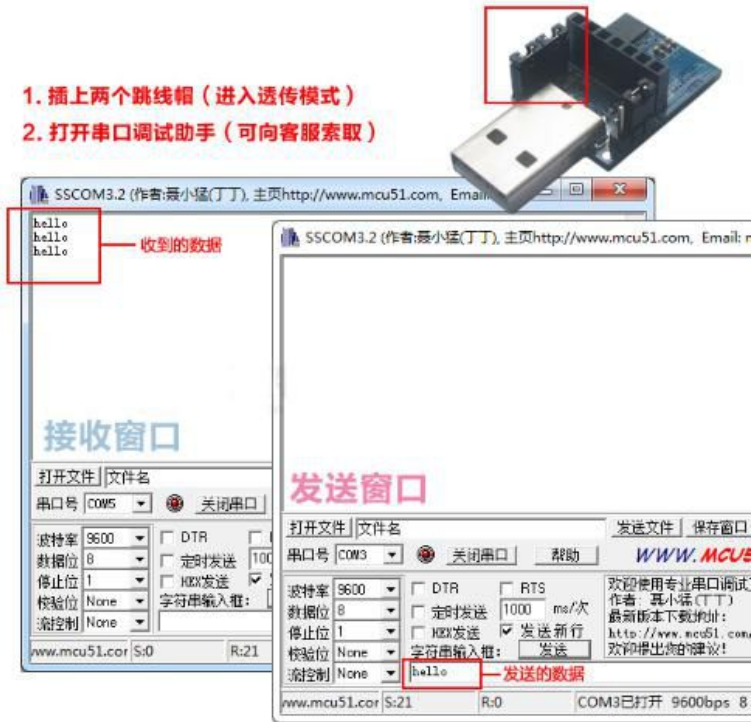 1. 插上两个跳线帽（进入透传模式）
2. 打开串口调试助手（可向客服索取）
SSCOM3.2 (作者:聂小猛(丁丁), 主页http://www.mcu51.com, Email
hello
hello
hello
收到的数据
接收窗口
打开文件 文件名
串口号 COM5 关闭串口
波特率 9600 DTR
数据位 8 定时发送 100
停止位 1 HEX发送
校验位 None 字符串输入框:
流控制 None
www.mcu51.cor S:0 R:21
SSCOM3.2 (作者:聂小猛(丁丁), 主页http://www.mcu51.com, Email:
发送窗口
打开文件 文件名 发送文件 保存窗口
串口号 COM3 关闭串口 帮助 WWW.MCU5
波特率 9600 DTR RTS
数据位 8 定时发送 1000 ms/次
停止位 1 HEX发送 发送新行
校验位 None 字符串输入框: 发送
流控制 None hello
发送的数据
欢迎使用专业串口调试
作者：聂小猛(丁丁)
最新版本下载地址:
http://www.mcu51.com
欢迎提出您的建议!
www.mcu51.cor S:21 R:0 COM3已打开 9600bps 8